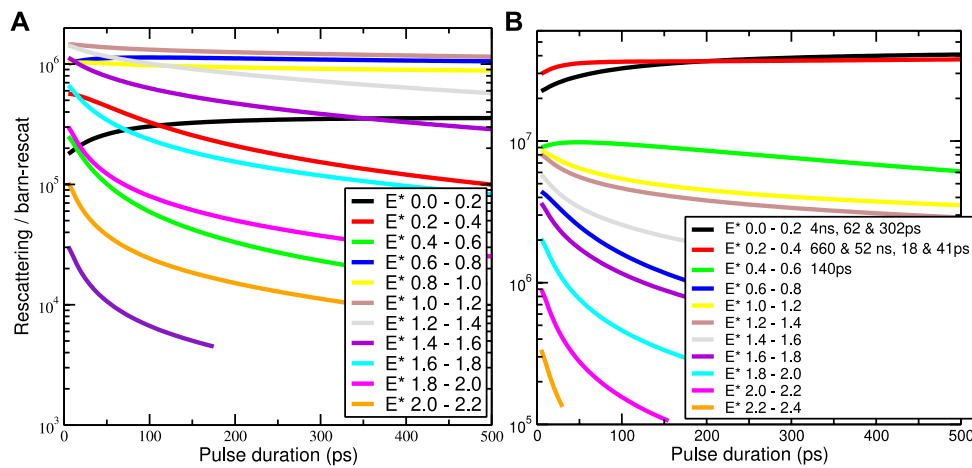 A
B
Rescattering / barn-rescat
10^6
10^5
10^4
10^3
0
100
200
300
400
500
Pulse duration (ps)
E* 0.0 - 0.2
E* 0.2 - 0.4
E* 0.4 - 0.6
E* 0.6 - 0.8
E* 0.8 - 1.0
E* 1.0 - 1.2
E* 1.2 - 1.4
E* 1.4 - 1.6
E* 1.6 - 1.8
E* 1.8 - 2.0
E* 2.0 - 2.2
10^7
10^6
10^5
0
100
200
300
400
500
Pulse duration (ps)
E* 0.0 - 0.2 4ns, 62 & 302ps
E* 0.2 - 0.4 660 & 52 ns, 18 & 41ps
E* 0.4 - 0.6 140ps
E* 0.6 - 0.8
E* 1.0 - 1.2
E* 1.2 - 1.4
E* 1.4 - 1.6
E* 1.6 - 1.8
E* 1.8 - 2.0
E* 2.0 - 2.2
E* 2.2 - 2.4